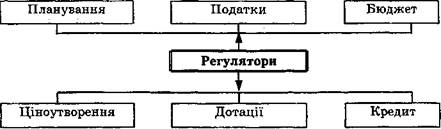 Планування Податки Бюджет
Регулятори
Ціноутворення Дотації Кредит